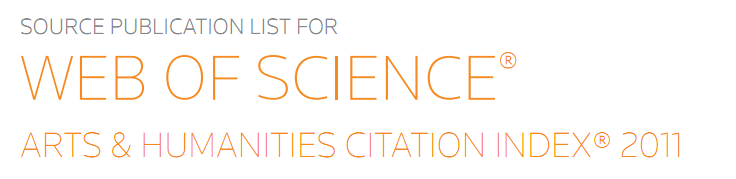 SOURCE PUBLICATION LIST FOR
WEB OF SCIENCE®
ARTS & HUMANITIES CITATION INDEX® 2011